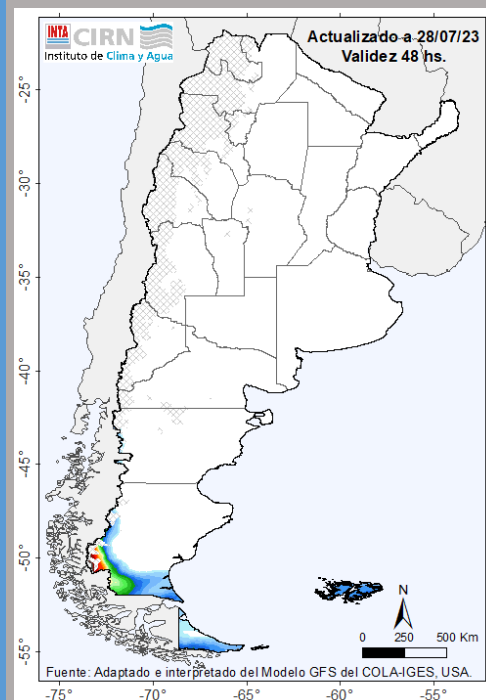 INTA CIRN
Instituto de Clima y Agua
Actualizado a 28/07/23
Validez 48 hs.
-25°
-30°
-35°
-40°
-45°
-50°
-55°
N
0 250 500 Km
Fuente: Adaptado e interpretado del Modelo GFS del COLA-IGES, USA.
-75° -70° -65° -60° -55°